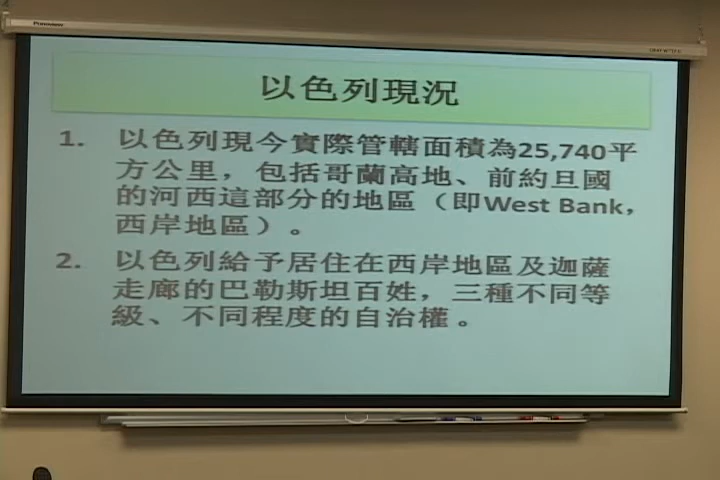 以色列現況
1. 以色列現今實際管轄面積為25,740平
方公里，包括哥蘭高地、前約旦國
的河西這部分的地區（即West Bank，
西岸地區）。
2. 以色列給予居住在西岸地區及迦薩
走廊的巴勒斯坦百姓，三種不同等
級、不同程度的自治權。